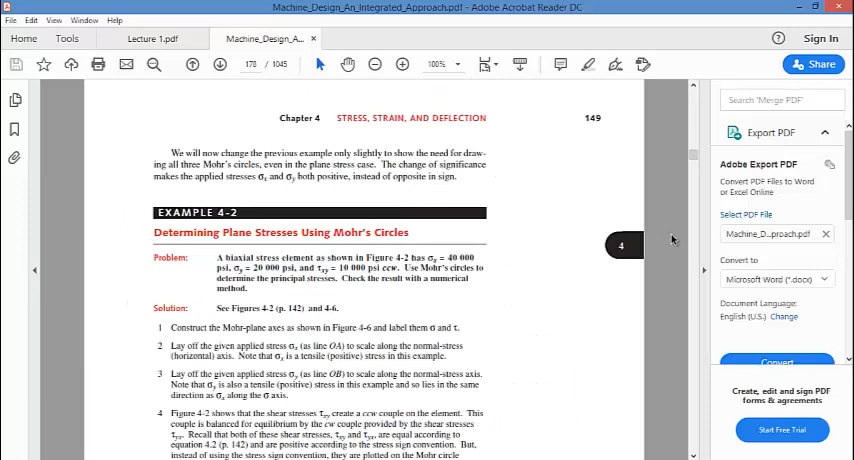 Machine_Design_An_Integrated_Approach.pdf - Adobe Acrobat Reader DC
File Edit View Window Help
Home Tools Lecture 1.pdf Machine_Design_A... × Sign In
178 / 1045 100% Share
Chapter 4 STRESS, STRAIN, AND DEFLECTION 149
We will now change the previous example only slightly to show the need for draw-
ing all three Mohr's circles, even in the plane stress case. The change of significance
makes the applied stresses σx and σy both positive, instead of opposite in sign.
EXAMPLE 4-2
Determining Plane Stresses Using Mohr's Circles
Problem: A biaxial stress element as shown in Figure 4-2 has σx = 40 000
psi, σy = 20 000 psi, and τxy = 10 000 psi ccw. Use Mohr's circles to
determine the principal stresses. Check the result with a numerical
method.
Solution: See Figures 4-2 (p. 142) and 4-6.
1 Construct the Mohr-plane axes as shown in Figure 4-6 and label them σ and τ.
2 Lay off the given applied stress σx (as line OA) to scale along the normal-stress
(horizontal) axis. Note that σx is a tensile (positive) stress in this example.
3 Lay off the given applied stress σy (as line OB) to scale along the normal-stress axis.
Note that σy is also a tensile (positive) stress in this example and so lies in the same
direction as σx along the σ axis.
4 Figure 4-2 shows that the shear stresses τxy create a ccw couple on the element. This
couple is balanced for equilibrium by the cw couple provided by the shear stresses
τyx. Recall that both of these shear stresses, τxy and τyx, are equal according to
equation 4.2 (p. 142) and are positive according to the stress sign convention. But,
instead of using the stress sign convention, they are plotted on the Mohr circle
4
Search "Merge PDF"
Export PDF
Adobe Export PDF
Convert PDF Files to Word
or Excel Online
Select PDF File
Machine_D...proach.pdf ×
Convert to
Microsoft Word (*.docx)
Document Language:
English (U.S.) Change
Convert
Create, edit and sign PDF
forms & agreements
Start Free Trial